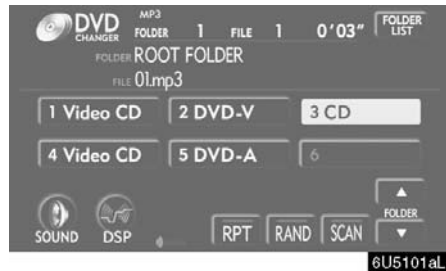 DVD CHANGER MP3 FOLDER 1 FILE 1 0'03" FOLDER LIST
FOLDER ROOT FOLDER
FILE 01.mp3
1 Video CD 2 DVD-V 3 CD
4 Video CD 5 DVD-A 6
SOUND DSP RPT RAND SCAN FOLDER
6U5101aL